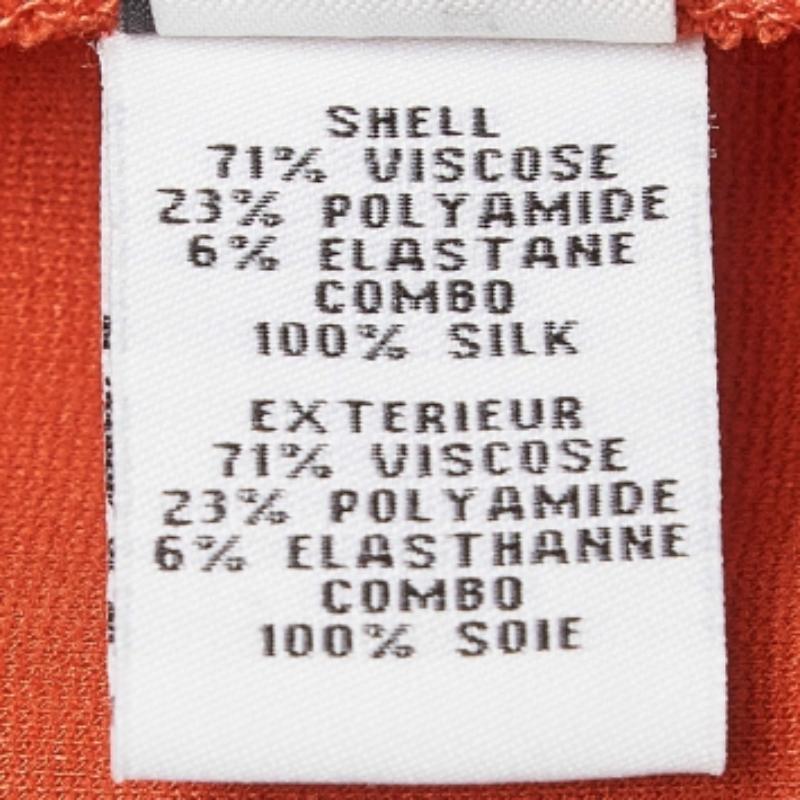 SHELL
71% VISCOSE
23% POLYAMIDE
6% ELASTANE
COMBO
100% SILK
EXTERIEUR
71% VISCOSE
23% POLYAMIDE
6% ELASTHANNE
COMBO
100% SOIE